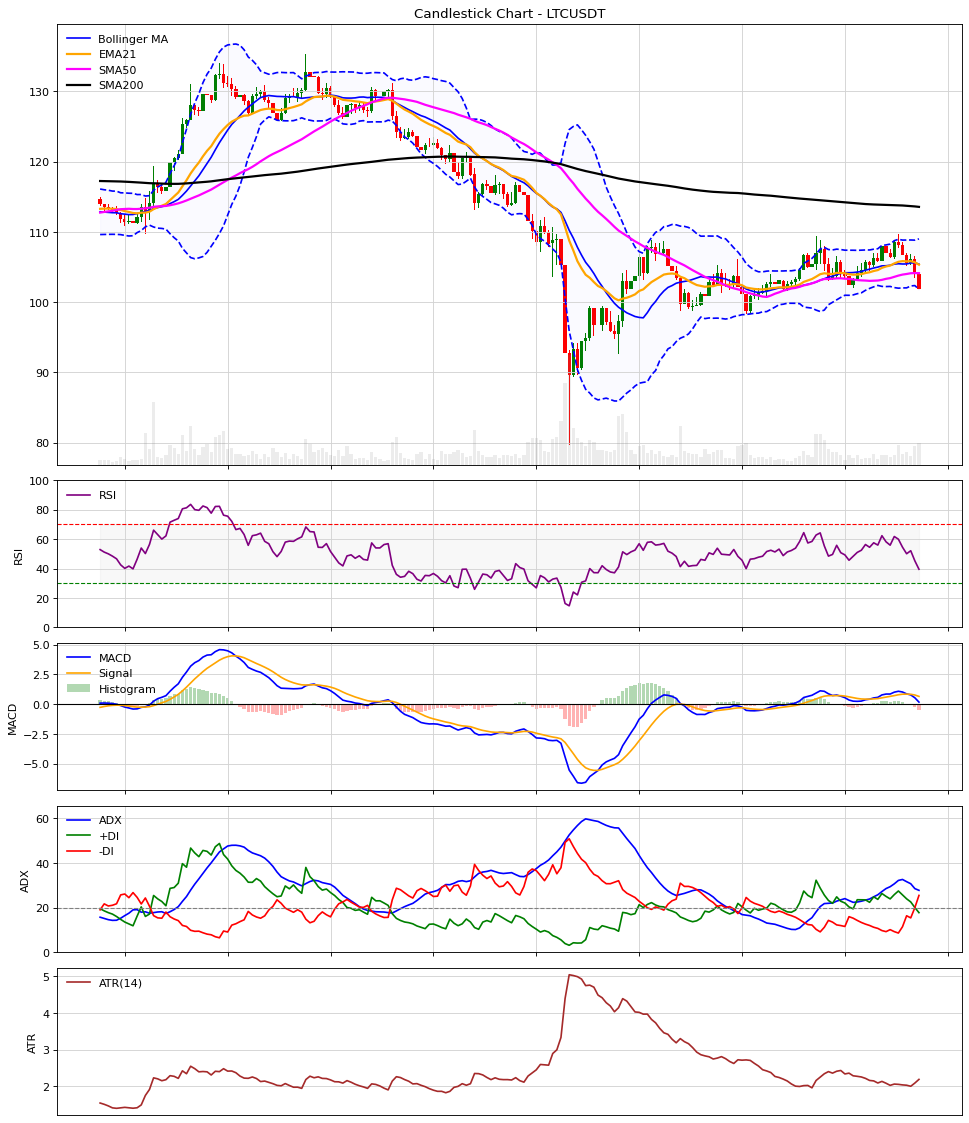 Candlestick Chart - LTCUSDT
Bollinger MA
EMA21
SMA50
SMA200
130
120
110
100
90
80
RSI
100
80
60
40
20
0
RSI
MACD
Signal
Histogram
5.0
2.5
0.0
−2.5
−5.0
MACD
ADX
+DI
-DI
60
40
20
0
ADX
ATR(14)
5
4
3
2
ATR